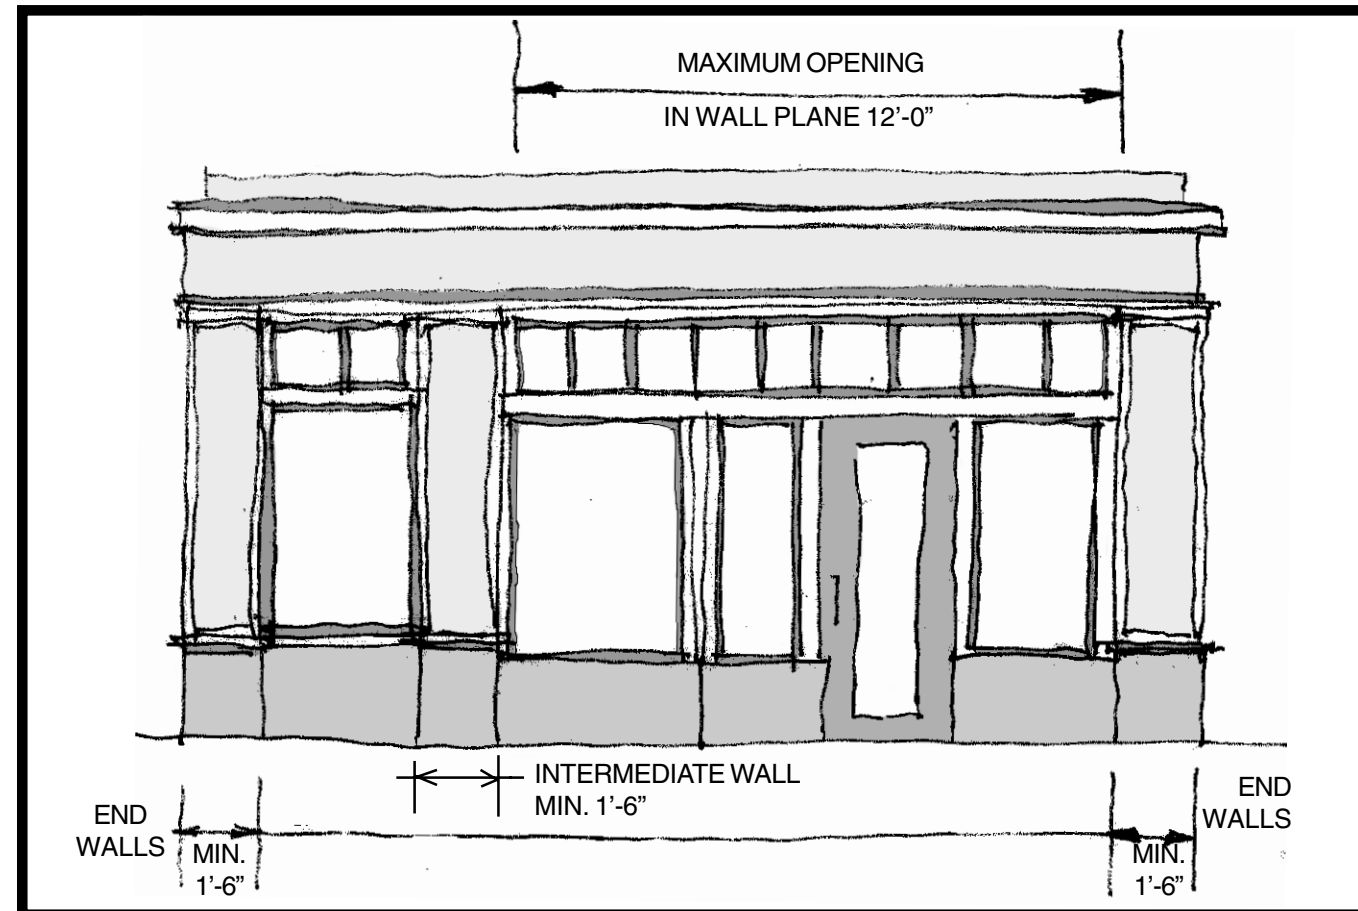 MAXIMUM OPENING
IN WALL PLANE 12’-0”
INTERMEDIATE WALL
MIN. 1’-6”
END
WALLS
MIN.
1’-6”
END
WALLS
MIN.
1’-6”